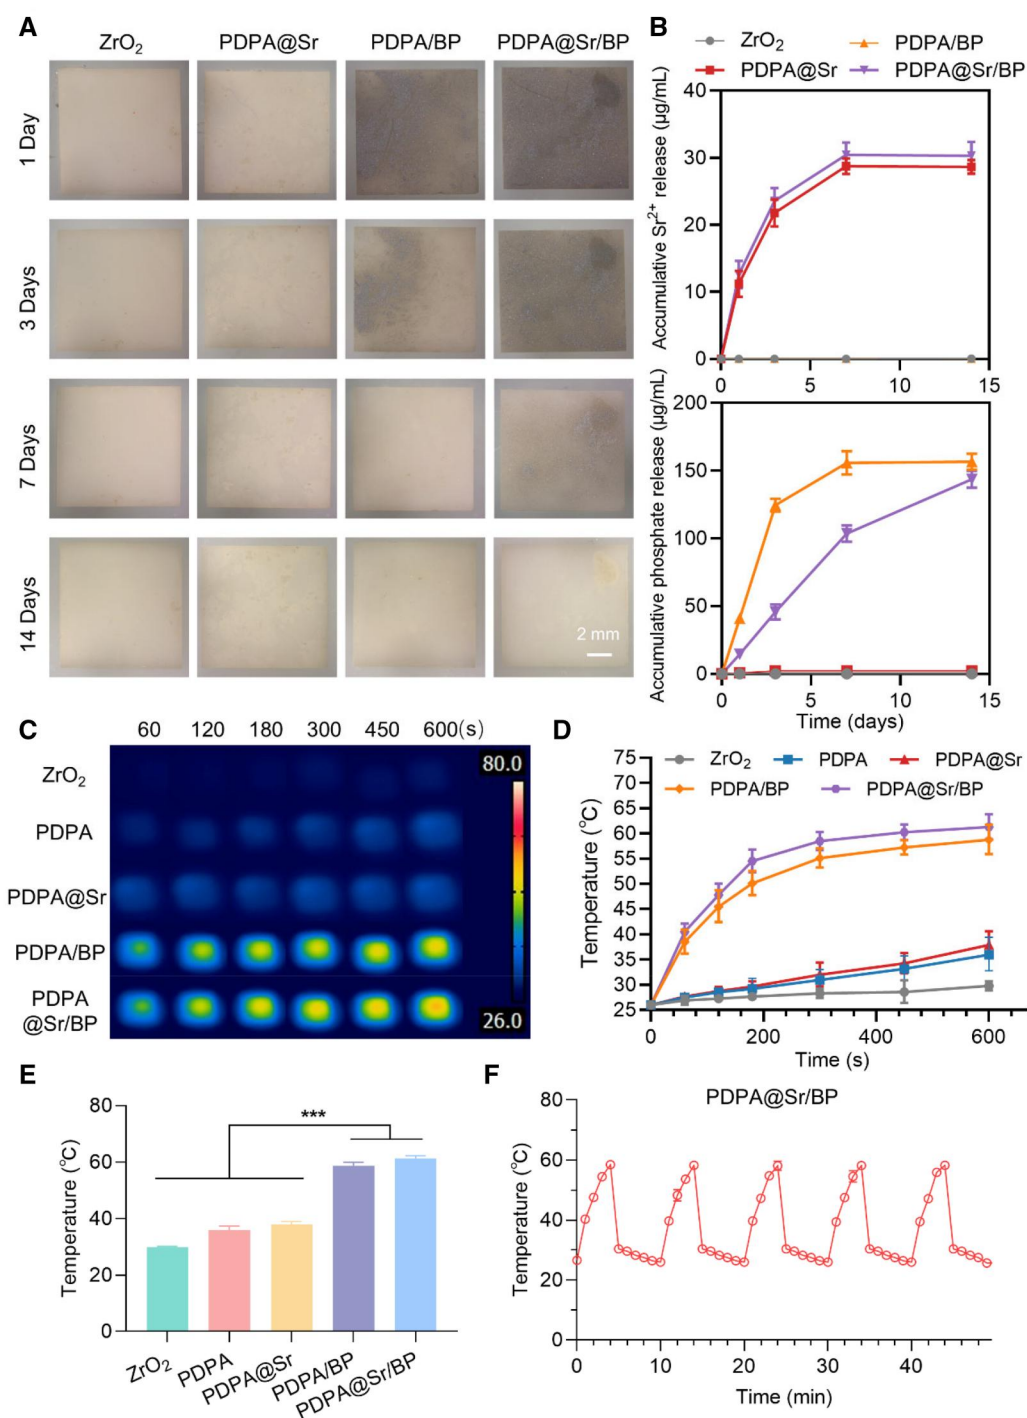 A
ZrO2 PDPA@Sr PDPA/BP PDPA@Sr/BP
1 Day
3 Days
7 Days
14 Days
2 mm
B
ZrO2 PDPA/BP
PDPA@Sr PDPA@Sr/BP
Accumulative Sr2+ release (μg/mL)
40
30
20
10
0
0 5 10 15
Accumulative phosphate release (μg/mL)
200
150
100
50
0
0 5 10 15
Time (days)
C
60 120 180 300 450 600(s)
ZrO2
PDPA
PDPA@Sr
PDPA/BP
PDPA
@Sr/BP
80.0
26.0
D
ZrO2 PDPA PDPA@Sr
PDPA/BP PDPA@Sr/BP
Temperature (°C)
75
70
65
60
55
50
45
40
35
30
25
0 200 400 600
Time (s)
E
Temperature (°C)
80
60
40
20
0
***
ZrO2 PDPA PDPA@Sr PDPA/BP PDPA@Sr/BP
F
PDPA@Sr/BP
Temperature (°C)
80
60
40
20
0
0 10 20 30 40
Time (min)